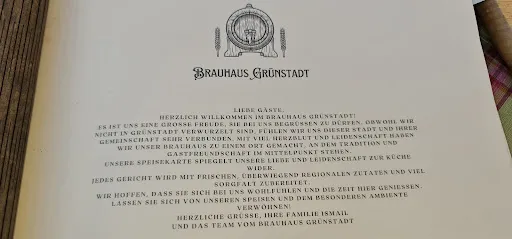 BRAUHAUS GRÜNSTADT
LIEBE GÄSTE,
HERZLICH WILLKOMMEN IM BRAUHAUS GRÜNSTADT!
ES IST UNS EINE GROSSE FREUDE, SIE BEI UNS BEGRÜSSEN ZU DÜRFEN. OBWOHL WIR
NICHT IN GRÜNSTADT VERWURZELT SIND, FÜHLEN WIR UNS DIESER STADT UND IHRER
GEMEINSCHAFT SEHR VERBUNDEN. MIT VIEL HERZBLUT UND LEIDENSCHAFT HABEN
WIR UNSER BRAUHAUS ZU EINEM ORT GEMACHT, AN DEM TRADITION UND
GASTFREUNDSCHAFT IM MITTELPUNKT STEHEN.
UNSERE SPEISEKARTE SPIEGELT UNSERE LIEBE UND LEIDENSCHAFT ZUR KÜCHE
WIDER.
JEDES GERICHT WIRD MIT FRISCHEN, ÜBERWIEGEND REGIONALEN ZUTATEN UND VIEL
SORGFALT ZUBEREITET.
WIR HOFFEN, DASS SIE SICH BEI UNS WOHLFÜHLEN UND DIE ZEIT HIER GENIESSEN.
LASSEN SIE SICH VON UNSEREN SPEISEN UND DEM BESONDEREN AMBIENTE
VERWÖHNEN!
HERZLICHE GRÜSSE, IHRE FAMILIE ISMAIL
UND DAS TEAM VOM BRAUHAUS GRÜNSTADT